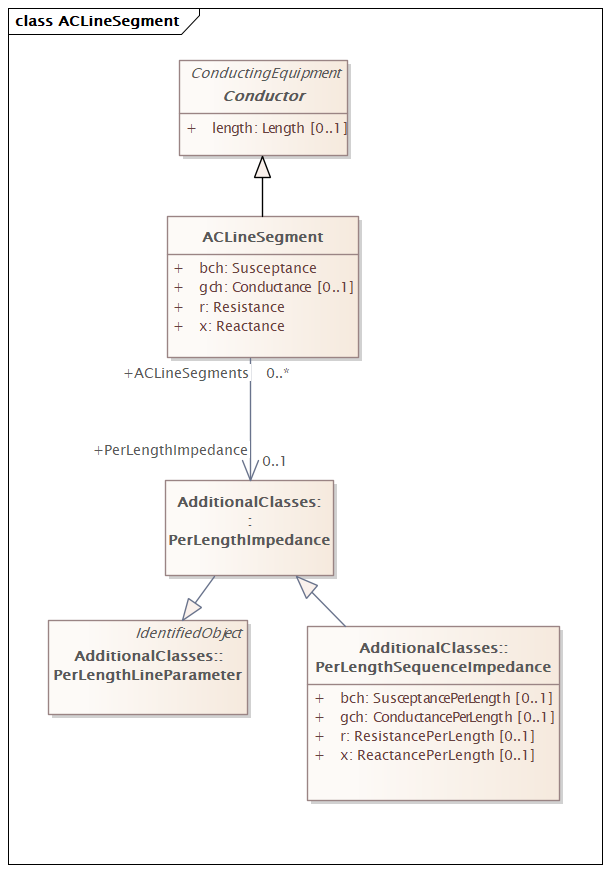 class ACLineSegment
ConductingEquipment
Conductor
+ length: Length [0..1]
ACLineSegment
+ bch: Susceptance
+ gch: Conductance [0..1]
+ r: Resistance
+ x: Reactance
+ACLineSegments 0..*
+PerLengthImpedance
0..1
AdditionalClasses:
:
PerLengthImpedance
IdentifiedObject
AdditionalClasses::
PerLengthLineParameter
AdditionalClasses::
PerLengthSequenceImpedance
+ bch: SusceptancePerLength [0..1]
+ gch: ConductancePerLength [0..1]
+ r: ResistancePerLength [0..1]
+ x: ReactancePerLength [0..1]